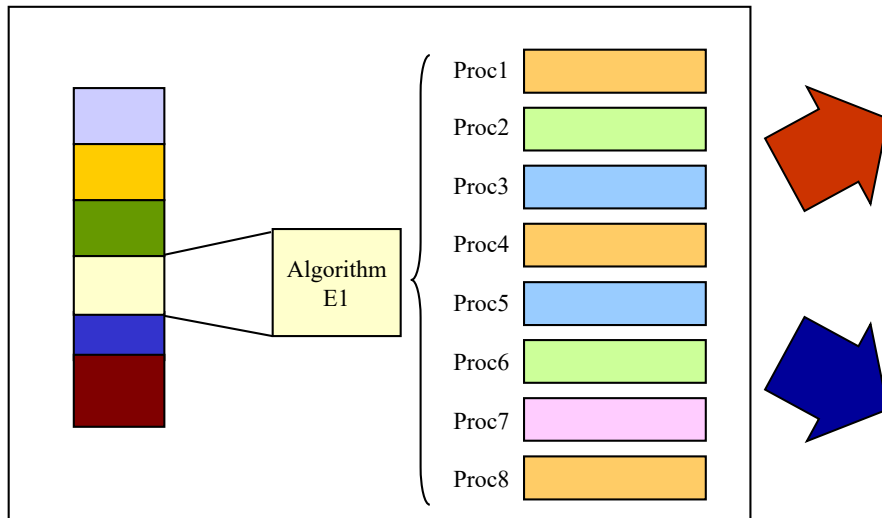 Proc1
Proc2
Proc3
Proc4
Algorithm
E1
Proc5
Proc6
Proc7
Proc8